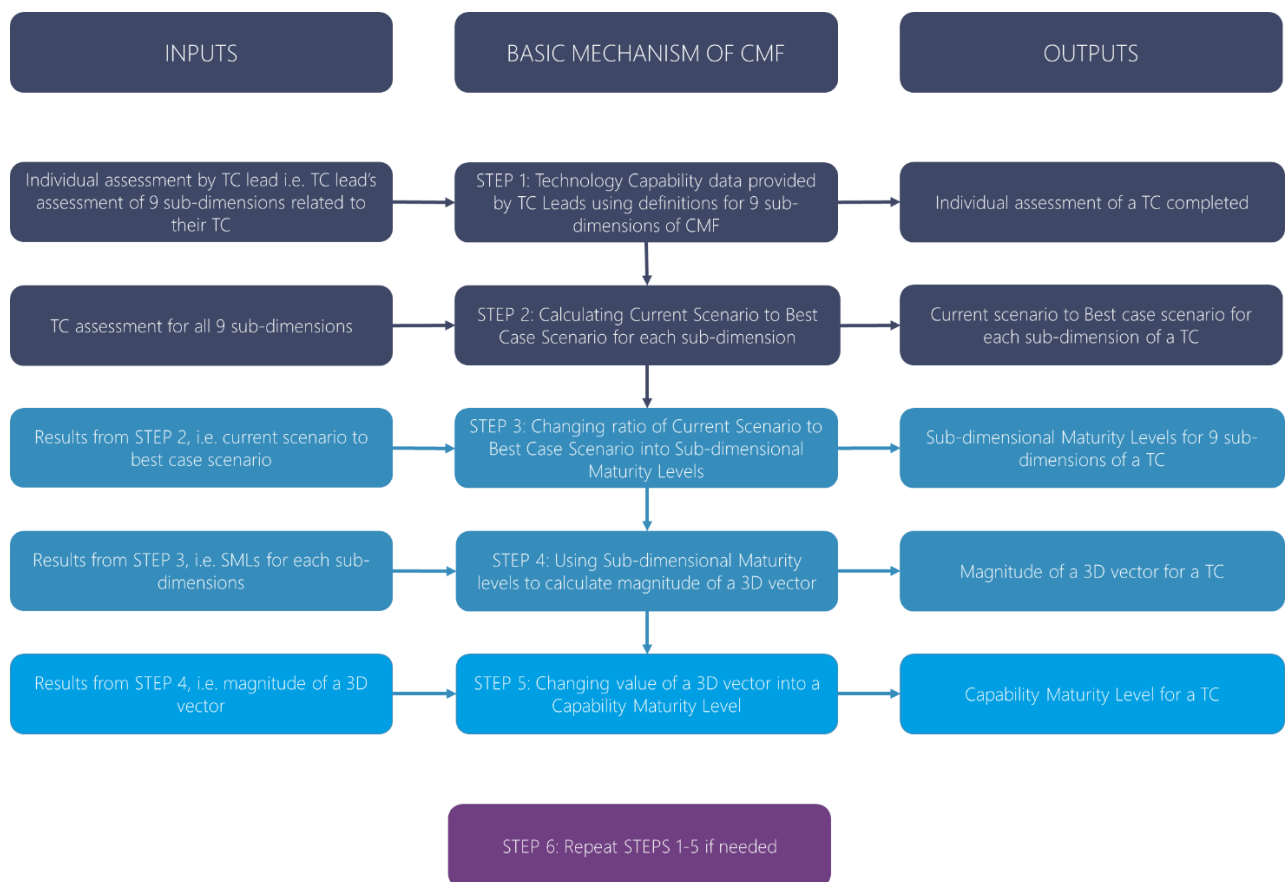 INPUTS
BASIC MECHANISM OF CMF
OUTPUTS
Individual assessment by TC lead i.e. TC lead's
assessment of 9 sub-dimensions related to
their TC
STEP 1: Technology Capability data provided
by TC Leads using definitions for 9 sub-
dimensions of CMF
Individual assessment of a TC completed
TC assessment for all 9 sub-dimensions
STEP 2: Calculating Current Scenario to Best
Case Scenario for each sub-dimension
Current scenario to Best case scenario for
each sub-dimension of a TC
Results from STEP 2, i.e. current scenario to
best case scenario
STEP 3: Changing ratio of Current Scenario to
Best Case Scenario into Sub-dimensional
Maturity Levels
Sub-dimensional Maturity Levels for 9 sub-
dimensions of a TC
Results from STEP 3, i.e. SMLs for each sub-
dimensions
STEP 4: Using Sub-dimensional Maturity
levels to calculate magnitude of a 3D vector
Magnitude of a 3D vector for a TC
Results from STEP 4, i.e. magnitude of a 3D
vector
STEP 5: Changing value of a 3D vector into a
Capability Maturity Level
Capability Maturity Level for a TC
STEP 6: Repeat STEPS 1-5 if needed